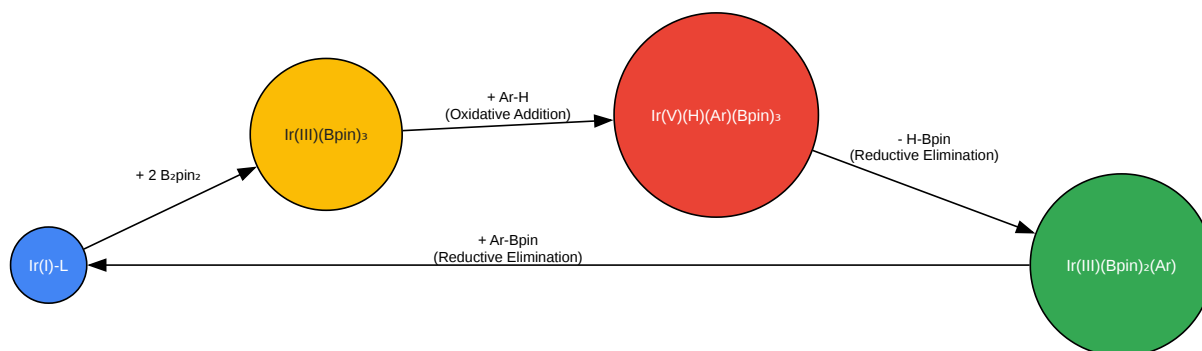 + Ar-H
(Oxidative Addition)
Ir(V)(H)(Ar)(Bpin)₃
Ir(III)(Bpin)₃
- H-Bpin
(Reductive Elimination)
+ 2 B₂pin₂
+ Ar-Bpin
(Reductive Elimination)
Ir(I)-L
Ir(III)(Bpin)₂(Ar)